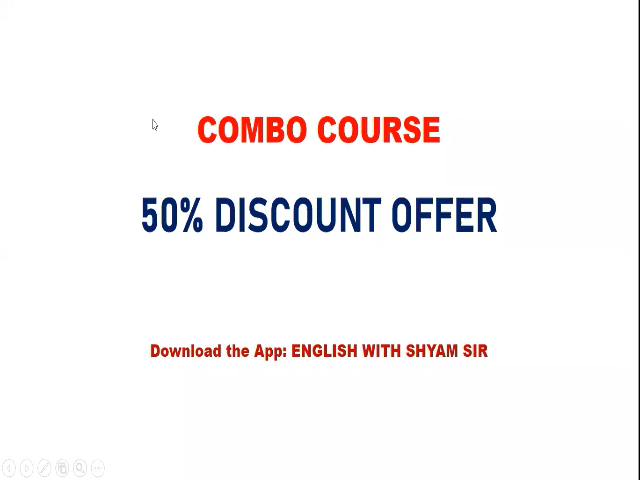 COMBO COURSE
50% DISCOUNT OFFER
Download the App: ENGLISH WITH SHYAM SIR